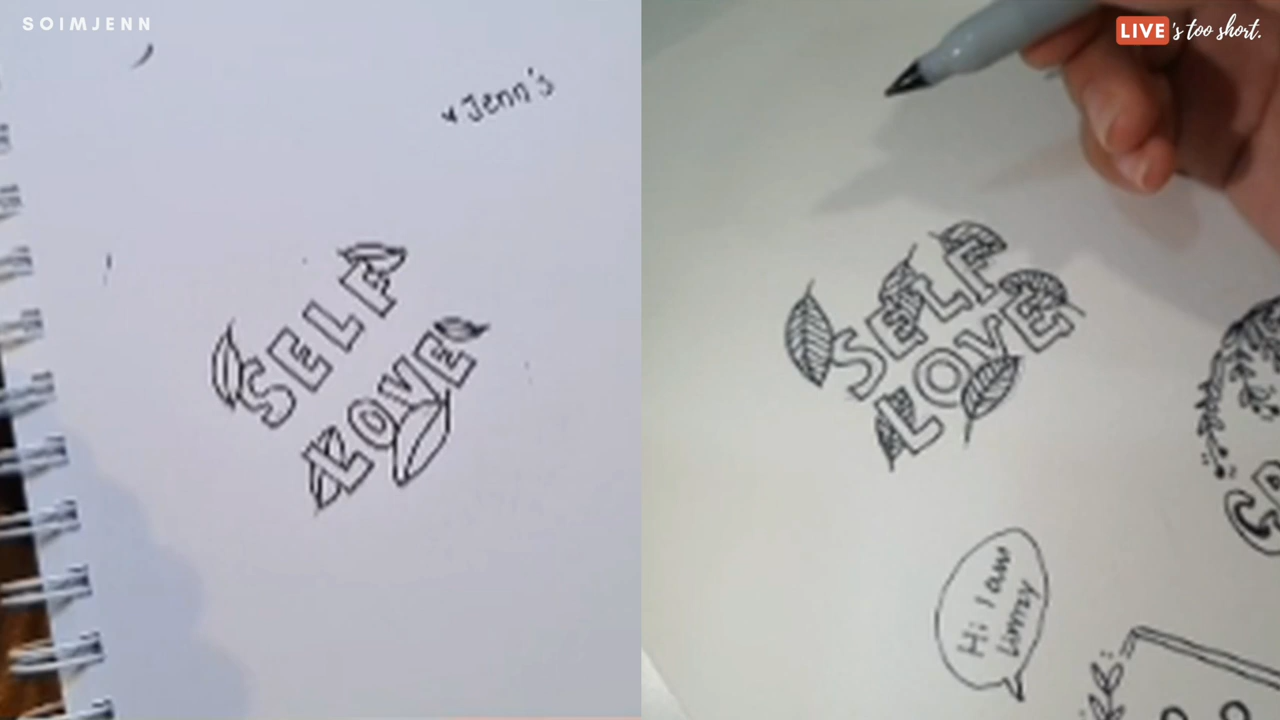 SOIMJENN
LIVE's too short.
Jenn's
SELF
LOVE
SELF
LOVE
Hi I am